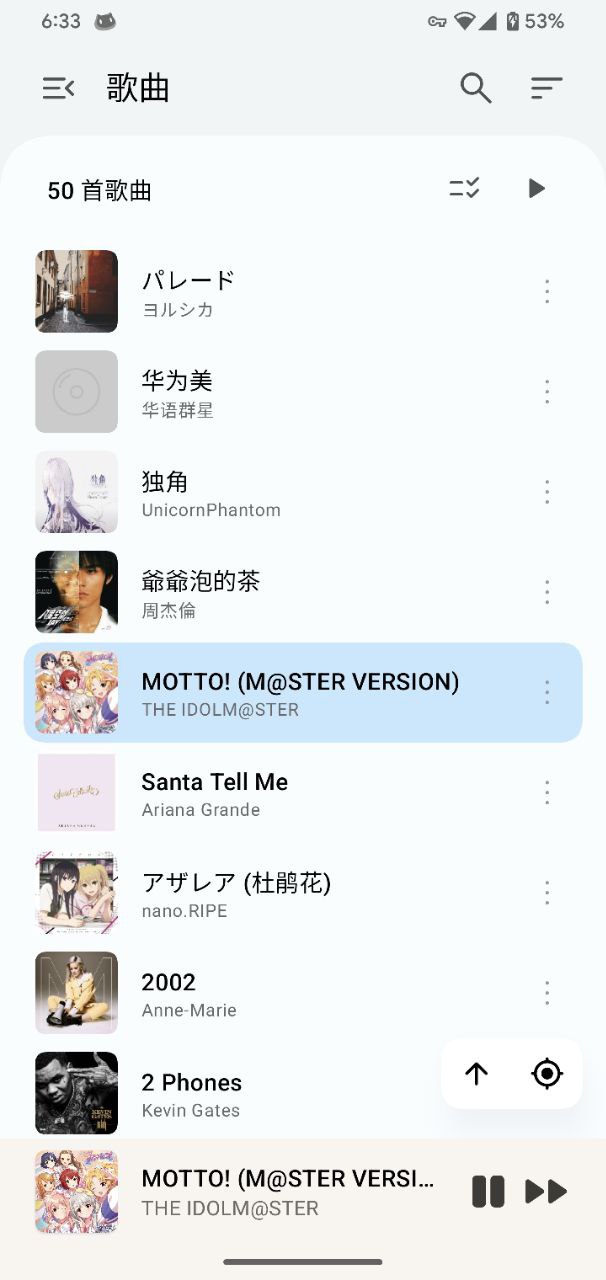 6:33
53%
歌曲
50 首歌曲
パレード
ヨルシカ
华为美
华语群星
独角
UnicornPhantom
爺爺泡的茶
周杰倫
MOTTO! (M@STER VERSION)
THE IDOLM@STER
Santa Tell Me
Ariana Grande
アザレア (杜鹃花)
nano.RIPE
2002
Anne-Marie
2 Phones
Kevin Gates
MOTTO! (M@STER VERSI...
THE IDOLM@STER